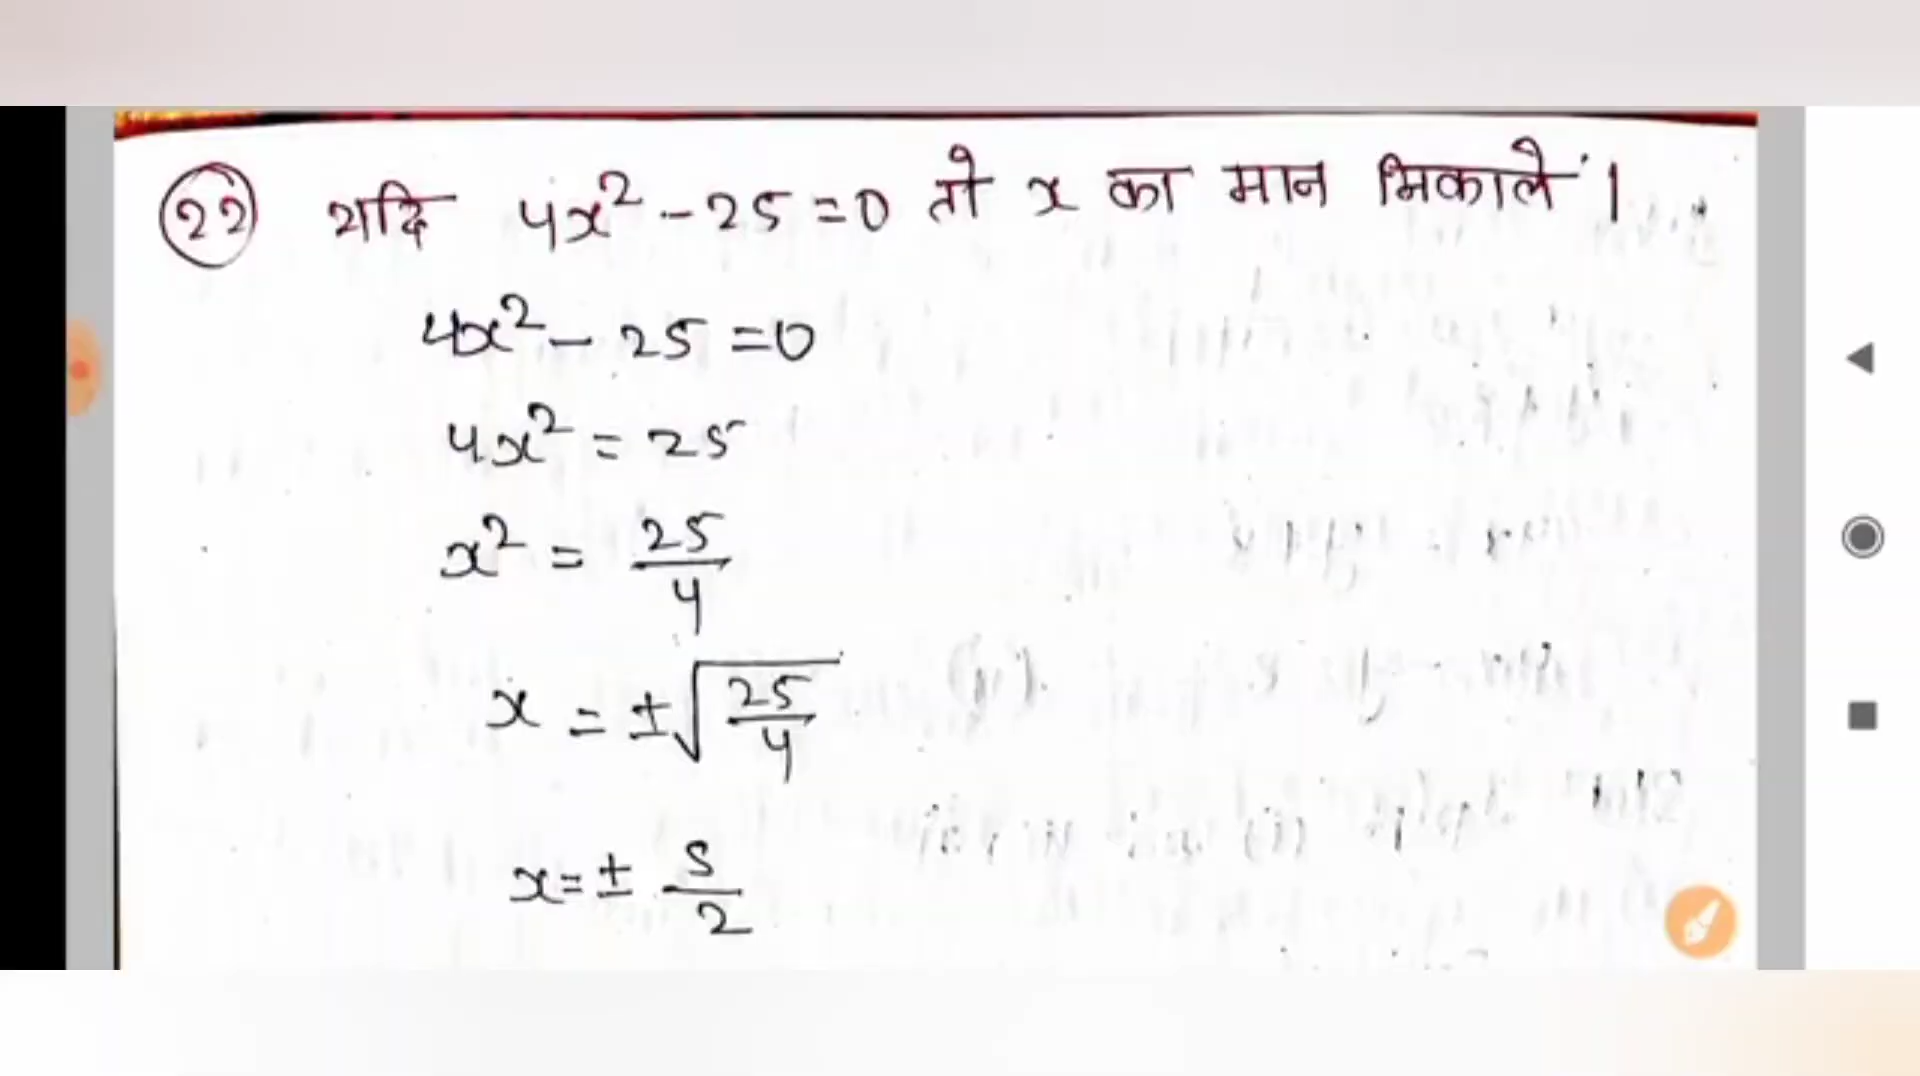 22 यदि 4x² - 25 = 0 तो x का मान निकालें।
4x² - 25 = 0
4x² = 25
x² = 25/4
x = ±√(25/4)
x = ± 5/2